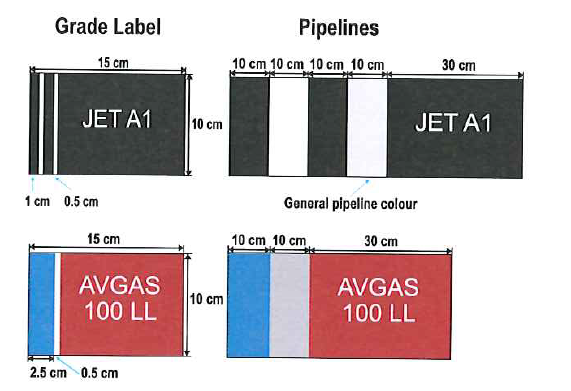 Grade Label
Pipelines
15 cm
10 cm 10 cm 10 cm 10 cm 30 cm
JET A1
10 cm
JET A1
1 cm 0.5 cm
General pipeline colour
15 cm
10 cm 10 cm 30 cm
AVGAS
100 LL
10 cm
AVGAS
100 LL
2.5 cm 0.5 cm